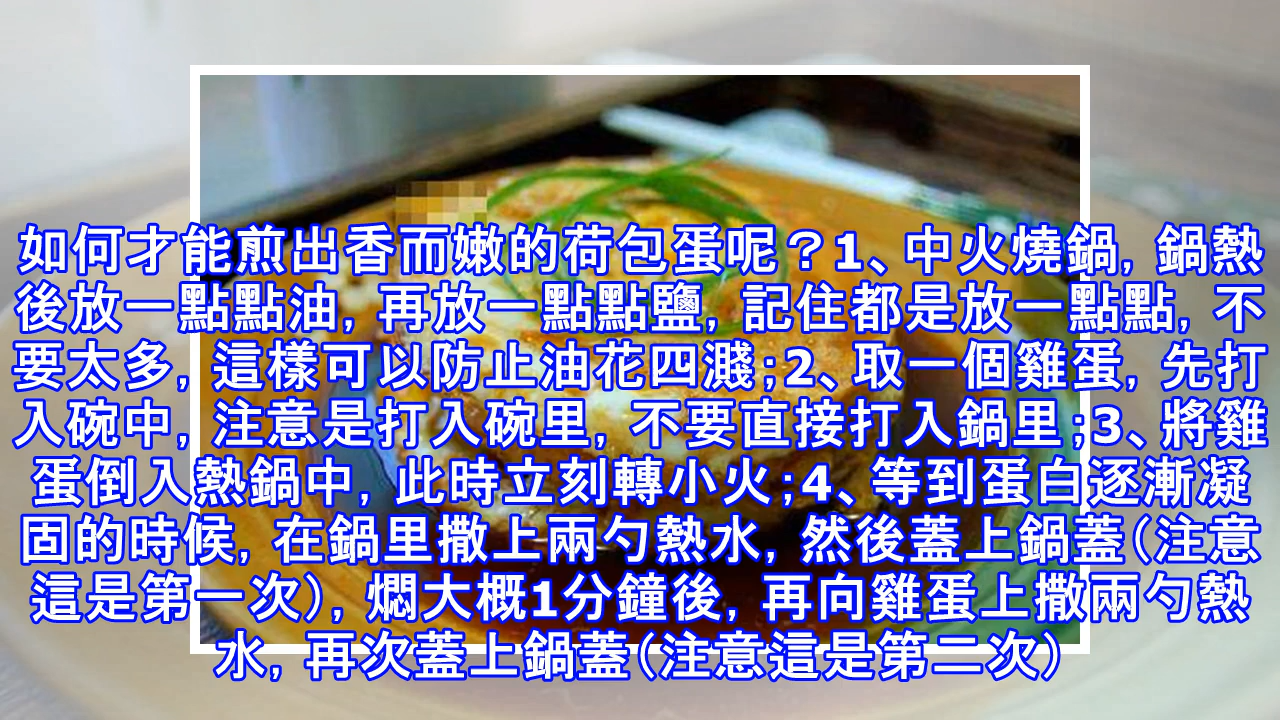 如何才能煎出香而嫩的荷包蛋呢？1、中火燒鍋, 鍋熱
後放一點點油, 再放一點點鹽, 記住都是放一點點, 不
要太多, 這樣可以防止油花四濺;2、取一個雞蛋, 先打
入碗中, 注意是打入碗里, 不要直接打入鍋里;3、將雞
蛋倒入熱鍋中, 此時立刻轉小火;4、等到蛋白逐漸凝
固的時候, 在鍋里撒上兩勺熱水, 然後蓋上鍋蓋(注意
這是第一次), 燜大概1分鐘後, 再向雞蛋上撒兩勺熱
水, 再次蓋上鍋蓋(注意這是第二次)